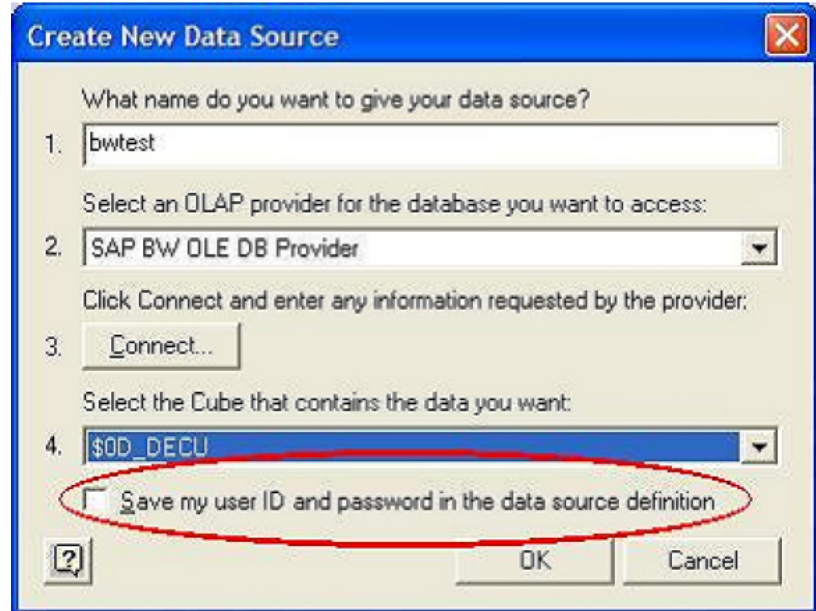 Create New Data Source
What name do you want to give your data source?
1. bwtest
Select an OLAP provider for the database you want to access:
2. SAP BW OLE DB Provider
Click Connect and enter any information requested by the provider:
3. Connect...
Select the Cube that contains the data you want:
4. $0D_DECU
Save my user ID and password in the data source definition
? OK Cancel